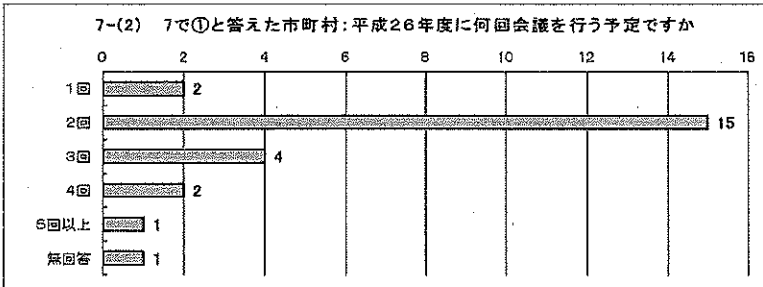 7-(2) 7で①と答えた市町村:平成26年度に何回会議を行う予定ですか
0 2 4 6 8 10 12 14 16
1回 2
2回 15
3回 4
4回 2
5回以上 1
無回答 1